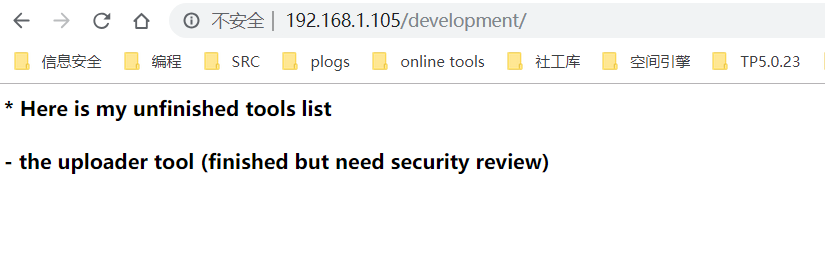 不安全 | 192.168.1.105/development/
信息安全 编程 SRC plogs online tools 社工库 空间引擎 TP5.0.23
* Here is my unfinished tools list
- the uploader tool (finished but need security review)